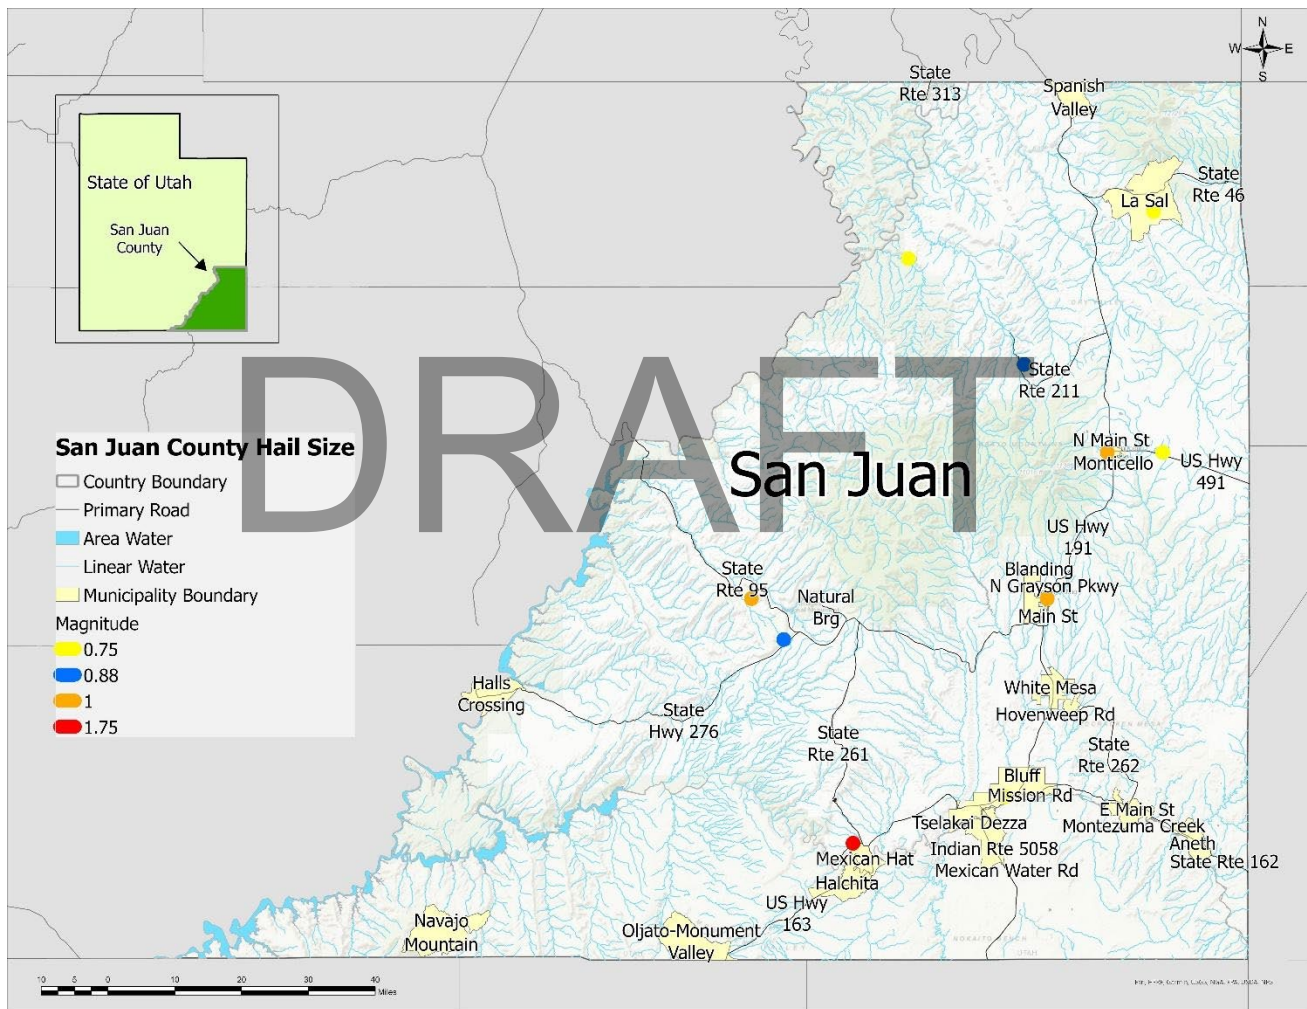 N
W E
S
State
Rte 313
Spanish
Valley
State of Utah
San Juan
County
La Sal
State
Rte 46
DRAFT
State
Rte 211
San Juan County Hail Size
Country Boundary
Primary Road
Area Water
Linear Water
Municipality Boundary
Magnitude
0.75
0.88
1
1.75
San Juan
N Main St
Monticello
US Hwy
491
US Hwy
191
State
Rte 95
Natural
Brg
Blanding
N Grayson Pkwy
Main St
Halls
Crossing
State
Hwy 276
White Mesa
Hovenweep Rd
State
Rte 261
State
Rte 262
Bluff
Mission Rd
E Main St
Montezuma Creek
Tselakai Dezza
Aneth
State Rte 162
Indian Rte 5058
Mexican Water Rd
Mexican Hat
Halchita
US Hwy
163
Navajo
Mountain
Oljato-Monument
Valley
10 5 0 10 20 30 40
Miles